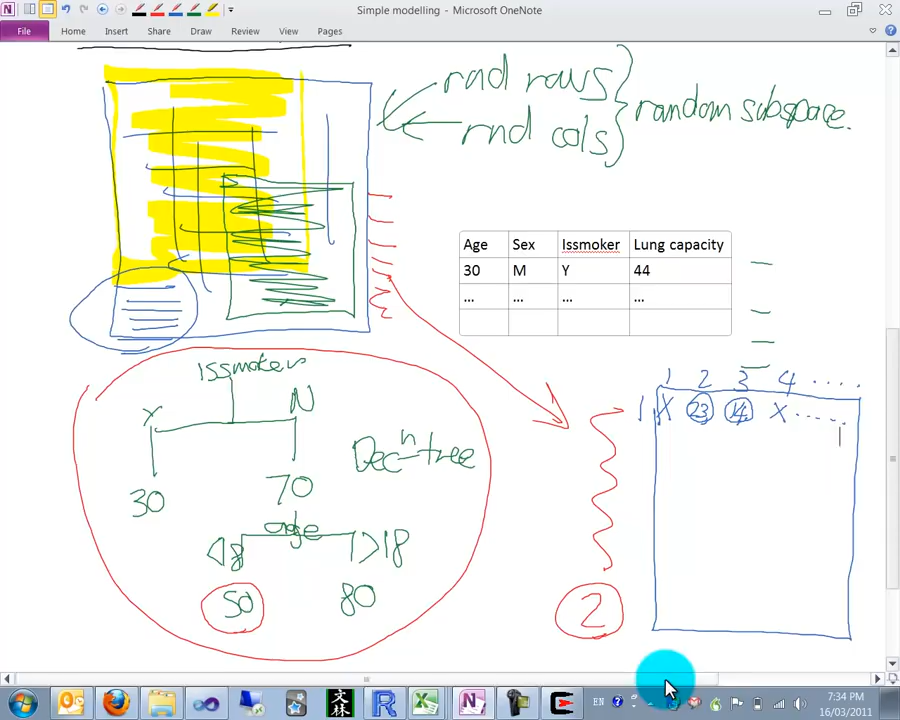 Simple modelling - Microsoft OneNote
File Home Insert Share Draw Review View Pages
rnd rows
rnd cols
random subspace.
Age Sex Issmoker Lung capacity
30 M Y 44
... ... ... ...
Issmoker
Y N
30 70
Decn tree
age
<18 >18
50 80
1 2 3 4 ....
1 X 23 14 X .....
2
文林
R
EN
7:34 PM
16/03/2011